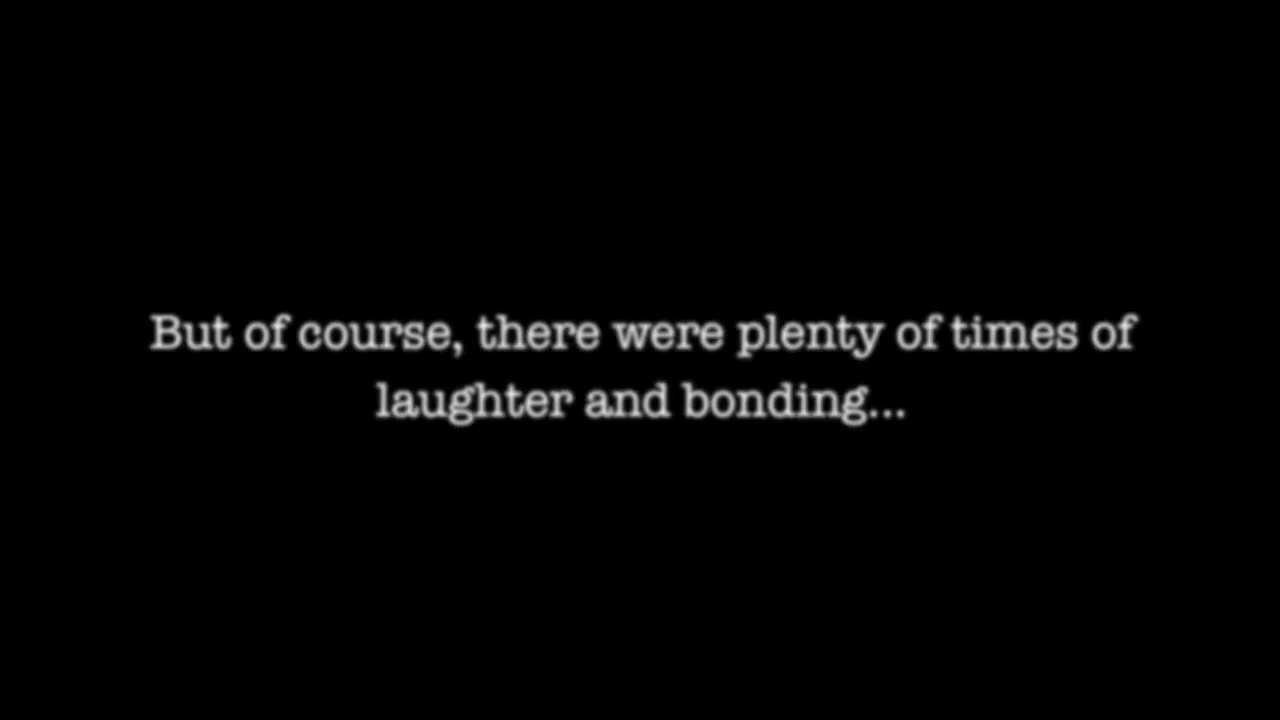 But of course, there were plenty of times of
laughter and bonding...